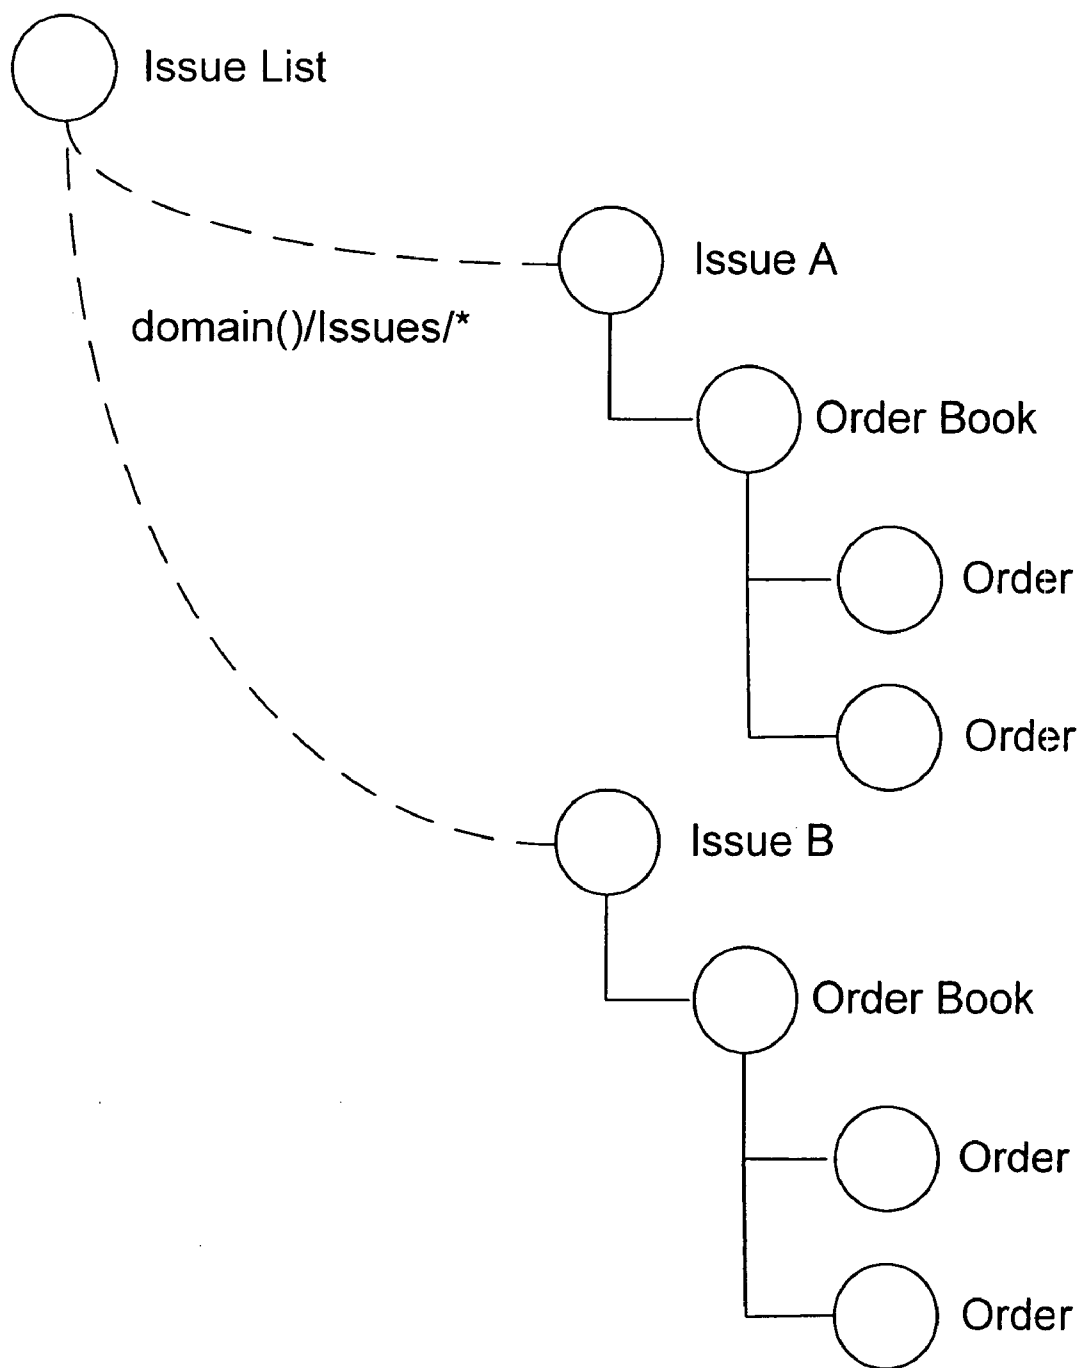 Issue List
Issue A
domain()/Issues/*
Order Book
Order
Order
Issue B
Order Book
Order
Order